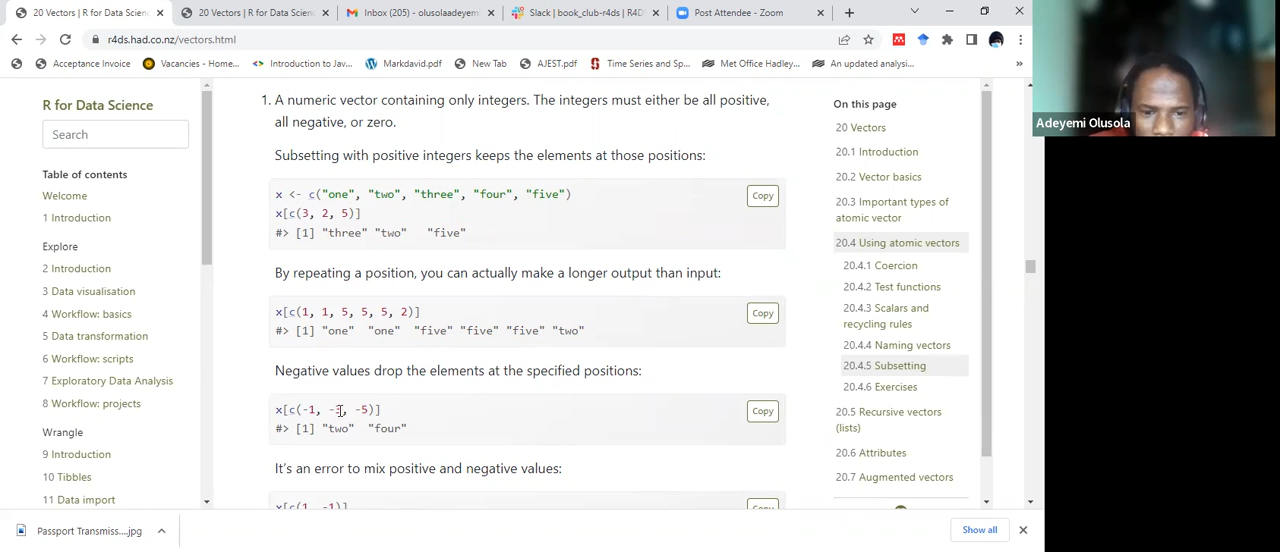 20 Vectors | R for Data Science
20 Vectors | R for Data Science
Inbox (205) - olusolaadeyemi
Slack | book_club-r4ds | R4DS
Post Attendee - Zoom
r4ds.had.co.nz/vectors.html
Acceptance Invoice
Vacancies - Home...
Introduction to Jav...
Markdavid.pdf
New Tab
AJEST.pdf
Time Series and Sp...
Met Office Hadley...
An updated analysi...
R for Data Science
Search
Table of contents
Welcome
1 Introduction
Explore
2 Introduction
3 Data visualisation
4 Workflow: basics
5 Data transformation
6 Workflow: scripts
7 Exploratory Data Analysis
8 Workflow: projects
Wrangle
9 Introduction
10 Tibbles
11 Data import
1. A numeric vector containing only integers. The integers must either be all positive,
all negative, or zero.
Subsetting with positive integers keeps the elements at those positions:
x <- c("one", "two", "three", "four", "five")
Copy
x[c(3, 2, 5)]
#> [1] "three" "two"   "five"
By repeating a position, you can actually make a longer output than input:
x[c(1, 1, 5, 5, 5, 2)]
Copy
#> [1] "one"  "one"  "five" "five" "five" "two"
Negative values drop the elements at the specified positions:
x[c(-1, -3, -5)]
Copy
#> [1] "two"  "four"
It's an error to mix positive and negative values:
x[c(1, -1)]
Copy
On this page
20 Vectors
20.1 Introduction
20.2 Vector basics
20.3 Important types of
atomic vector
20.4 Using atomic vectors
20.4.1 Coercion
20.4.2 Test functions
20.4.3 Scalars and
recycling rules
20.4.4 Naming vectors
20.4.5 Subsetting
20.4.6 Exercises
20.5 Recursive vectors
(lists)
20.6 Attributes
20.7 Augmented vectors
Adeyemi Olusola
Passport Transmiss....jpg
Show all